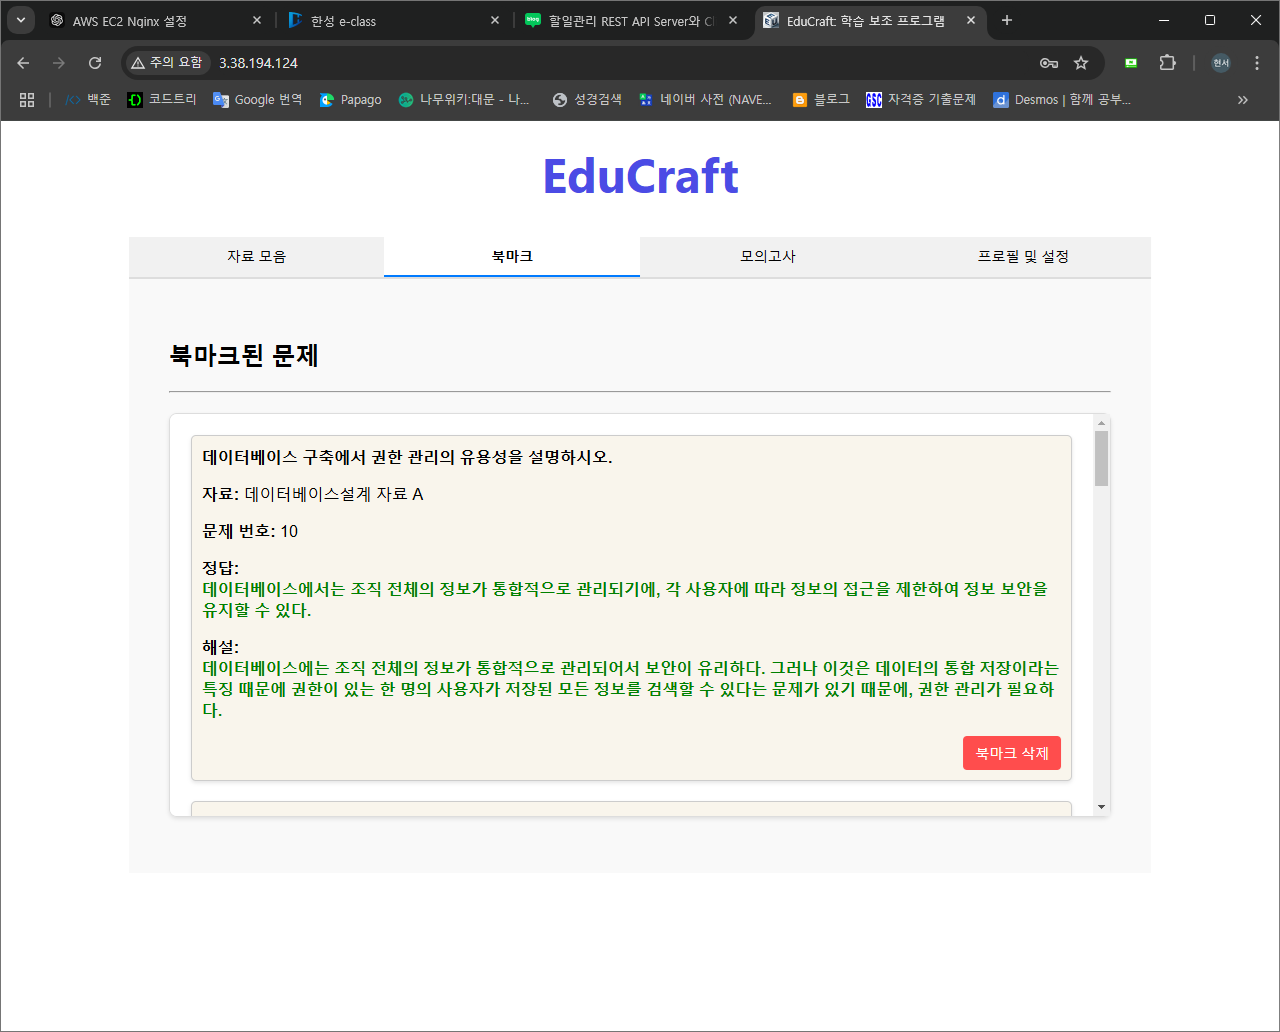 AWS EC2 Nginx 설정
한성 e-class
할일관리 REST API Server와 Cl
EduCraft: 학습 보조 프로그램
주의 요함
3.38.194.124
현서
백준
코드트리
Google 번역
Papago
나무위키:대문 - 나...
성경검색
네이버 사전 (NAVE...
블로그
자격증 기출문제
Desmos | 함께 공부...
EduCraft
자료 모음
북마크
모의고사
프로필 및 설정
북마크된 문제
데이터베이스 구축에서 권한 관리의 유용성을 설명하시오.
자료: 데이터베이스설계 자료 A
문제 번호: 10
정답:
데이터베이스에서는 조직 전체의 정보가 통합적으로 관리되기에, 각 사용자에 따라 정보의 접근을 제한하여 정보 보안을
유지할 수 있다.
해설:
데이터베이스에는 조직 전체의 정보가 통합적으로 관리되어서 보안이 유리하다. 그러나 이것은 데이터의 통합 저장이라는
특징 때문에 권한이 있는 한 명의 사용자가 저장된 모든 정보를 검색할 수 있다는 문제가 있기 때문에, 권한 관리가 필요하
다.
북마크 삭제